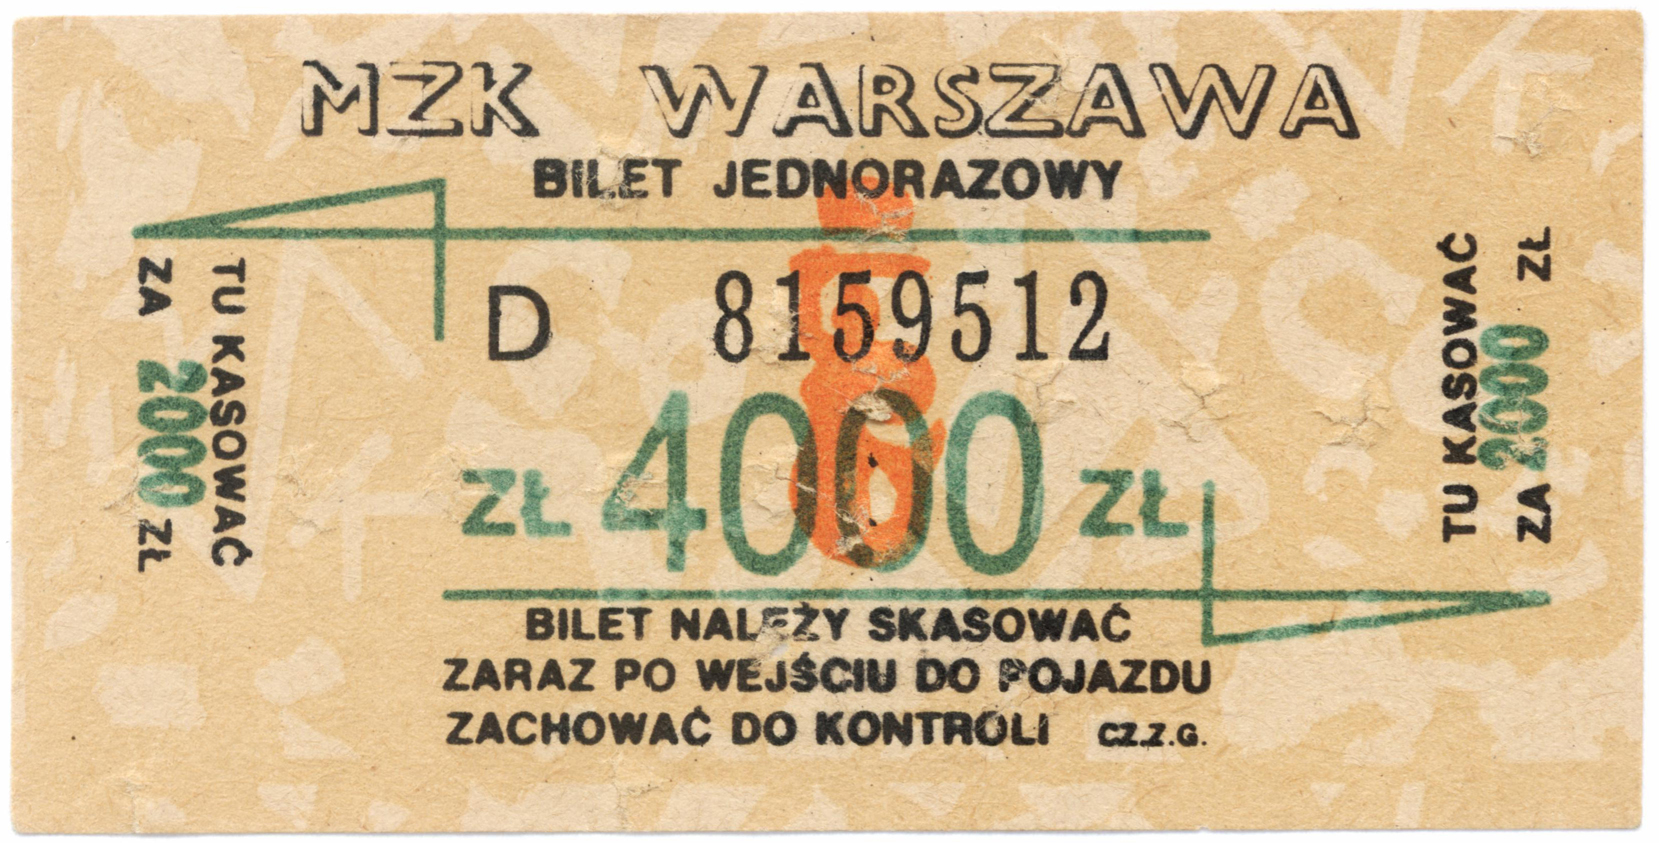 MZK WARSZAWA
BILET JEDNORAZOWY
TU KASOWAĆ
ZA 2000 ZŁ
D 8159512
ZŁ 4000 ZŁ
TU KASOWAĆ
ZA 2000 ZŁ
BILET NALEŻY SKASOWAĆ
ZARAZ PO WEJŚCIU DO POJAZDU
ZACHOWAĆ DO KONTROLI CZ.Z.G.